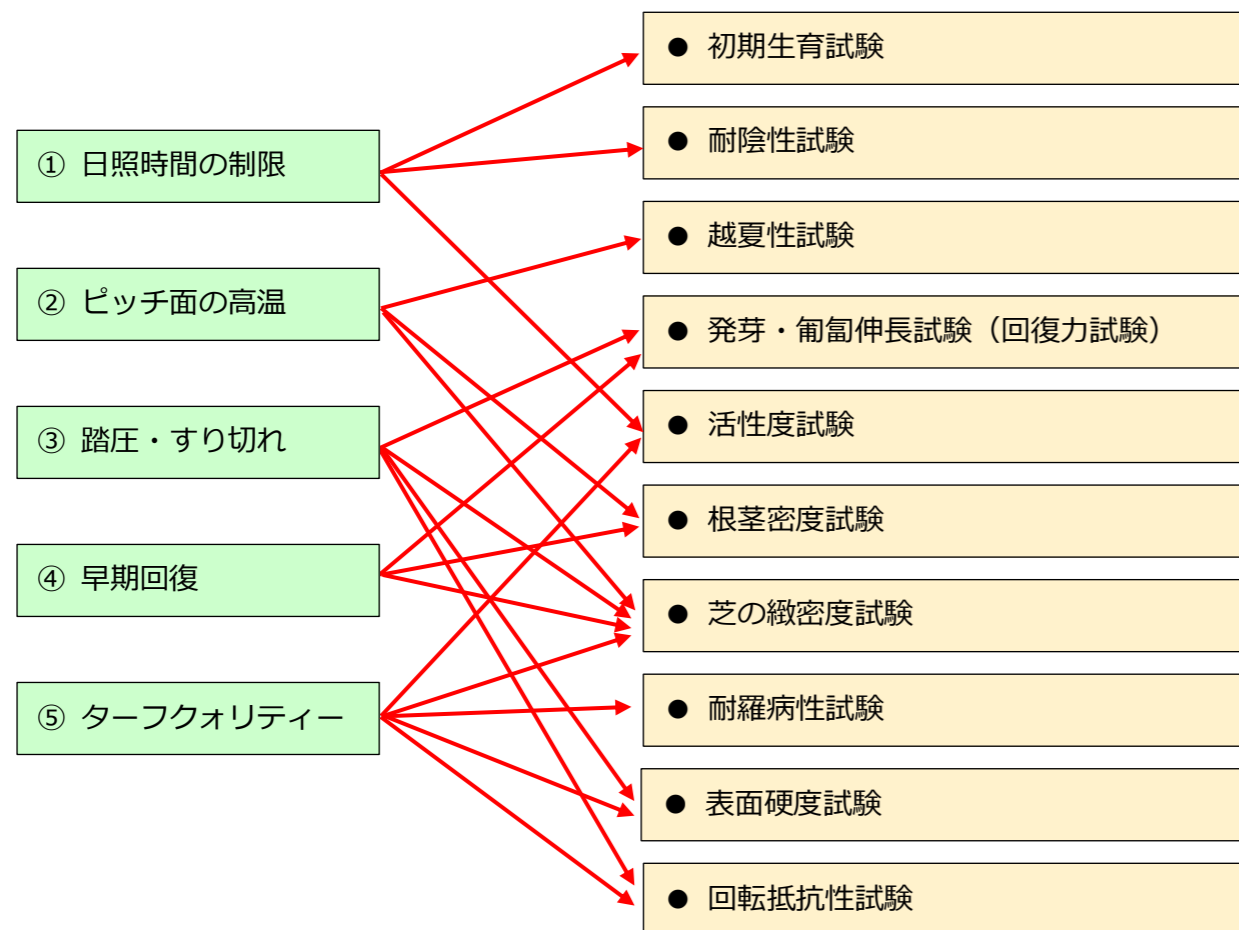 ① 日照時間の制限
② ピッチ面の高温
③ 踏圧・すり切れ
④ 早期回復
⑤ ターフクォリティー
● 初期生育試験
● 耐陰性試験
● 越夏性試験
● 発芽・匍匐伸長試験（回復力試験）
● 活性度試験
● 根茎密度試験
● 芝の緻密度試験
● 耐羅病性試験
● 表面硬度試験
● 回転抵抗性試験